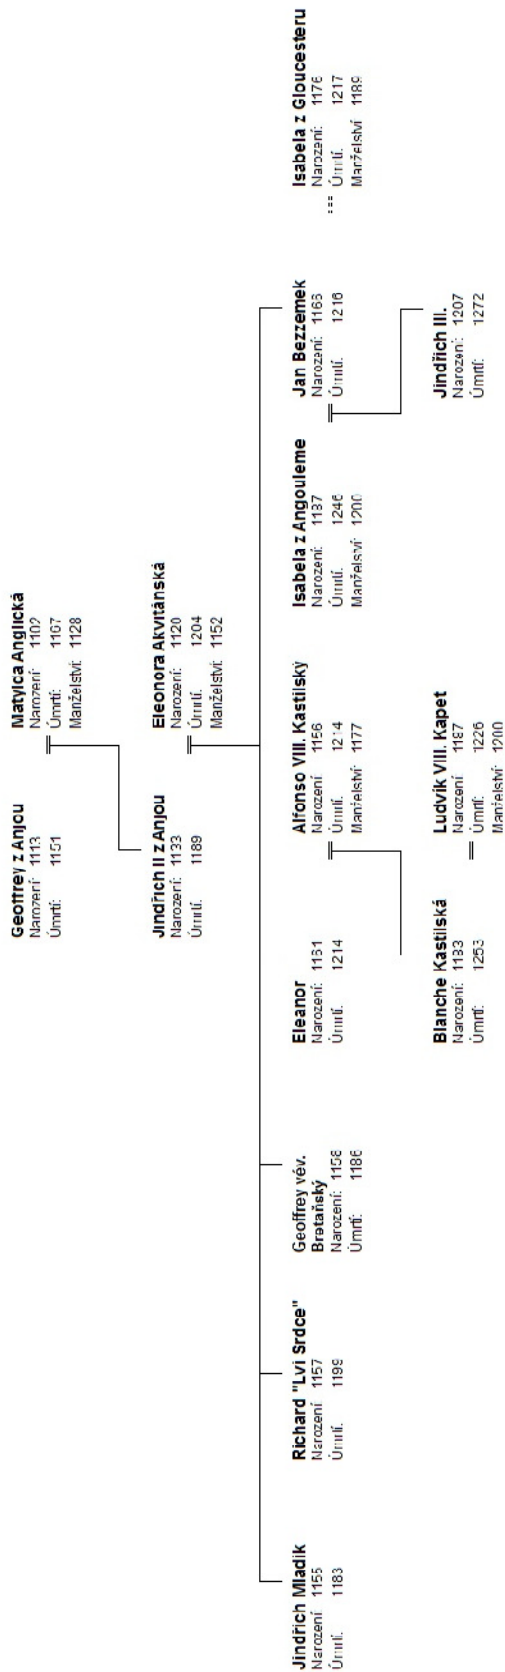 Geoffrey z Anjou
Narození 1113
Úmrtí: 1151
Matylda Anglická
Narození 1102
Úmrtí: 1167
Manželství: 1128
Jindřich II z Anjou
Narození: 1133
Úmrtí: 1189
Eleonora Akvitánská
Narození: 1120
Úmrtí: 1204
Manželství: 1152
Jindřich Mladík
Narození 1155
Úmrtí. 1183
Richard "Lví Srdce"
Narození 1157
Úmrtí. 1199
Geoffrey vév.
Bretaňský
Narození: 1158
Úmrtí: 1186
Eleanor
Narození: 1161
Úmrtí: 1214
Alfonso VIII. Kastilský
Narození 1156
Úmrtí: 1214
Manželství 1177
Isabela z Angouleme
Narození: 1187
Úmrtí. 1246
Manželství: 1200
Jan Bezzemek
Narození: 1166
Úmrtí. 1216
Isabela z Gloucesteru
Narození: 1176
Úmrtí. 1217
Manželství 1189
Blanche Kastilská
Narození: 1183
Úmrtí: 1253
Ludvík VIII. Kapet
Narození 1187
Úmrtí: 1226
Manželství: 1200
Jindřich III.
Narození: 1207
Úmrtí: 1272